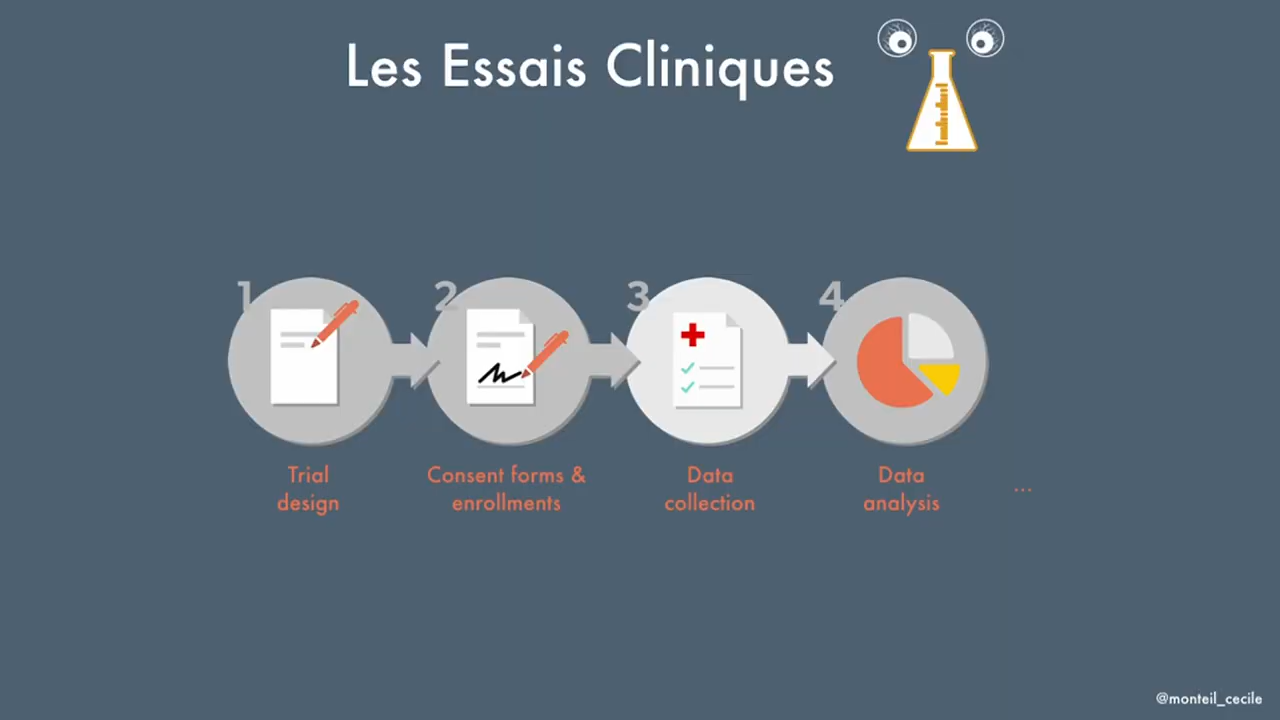 Les Essais Cliniques
1
2
3
4
Trial
design
Consent forms &
enrollments
Data
collection
Data
analysis
...
@monteil_cecile